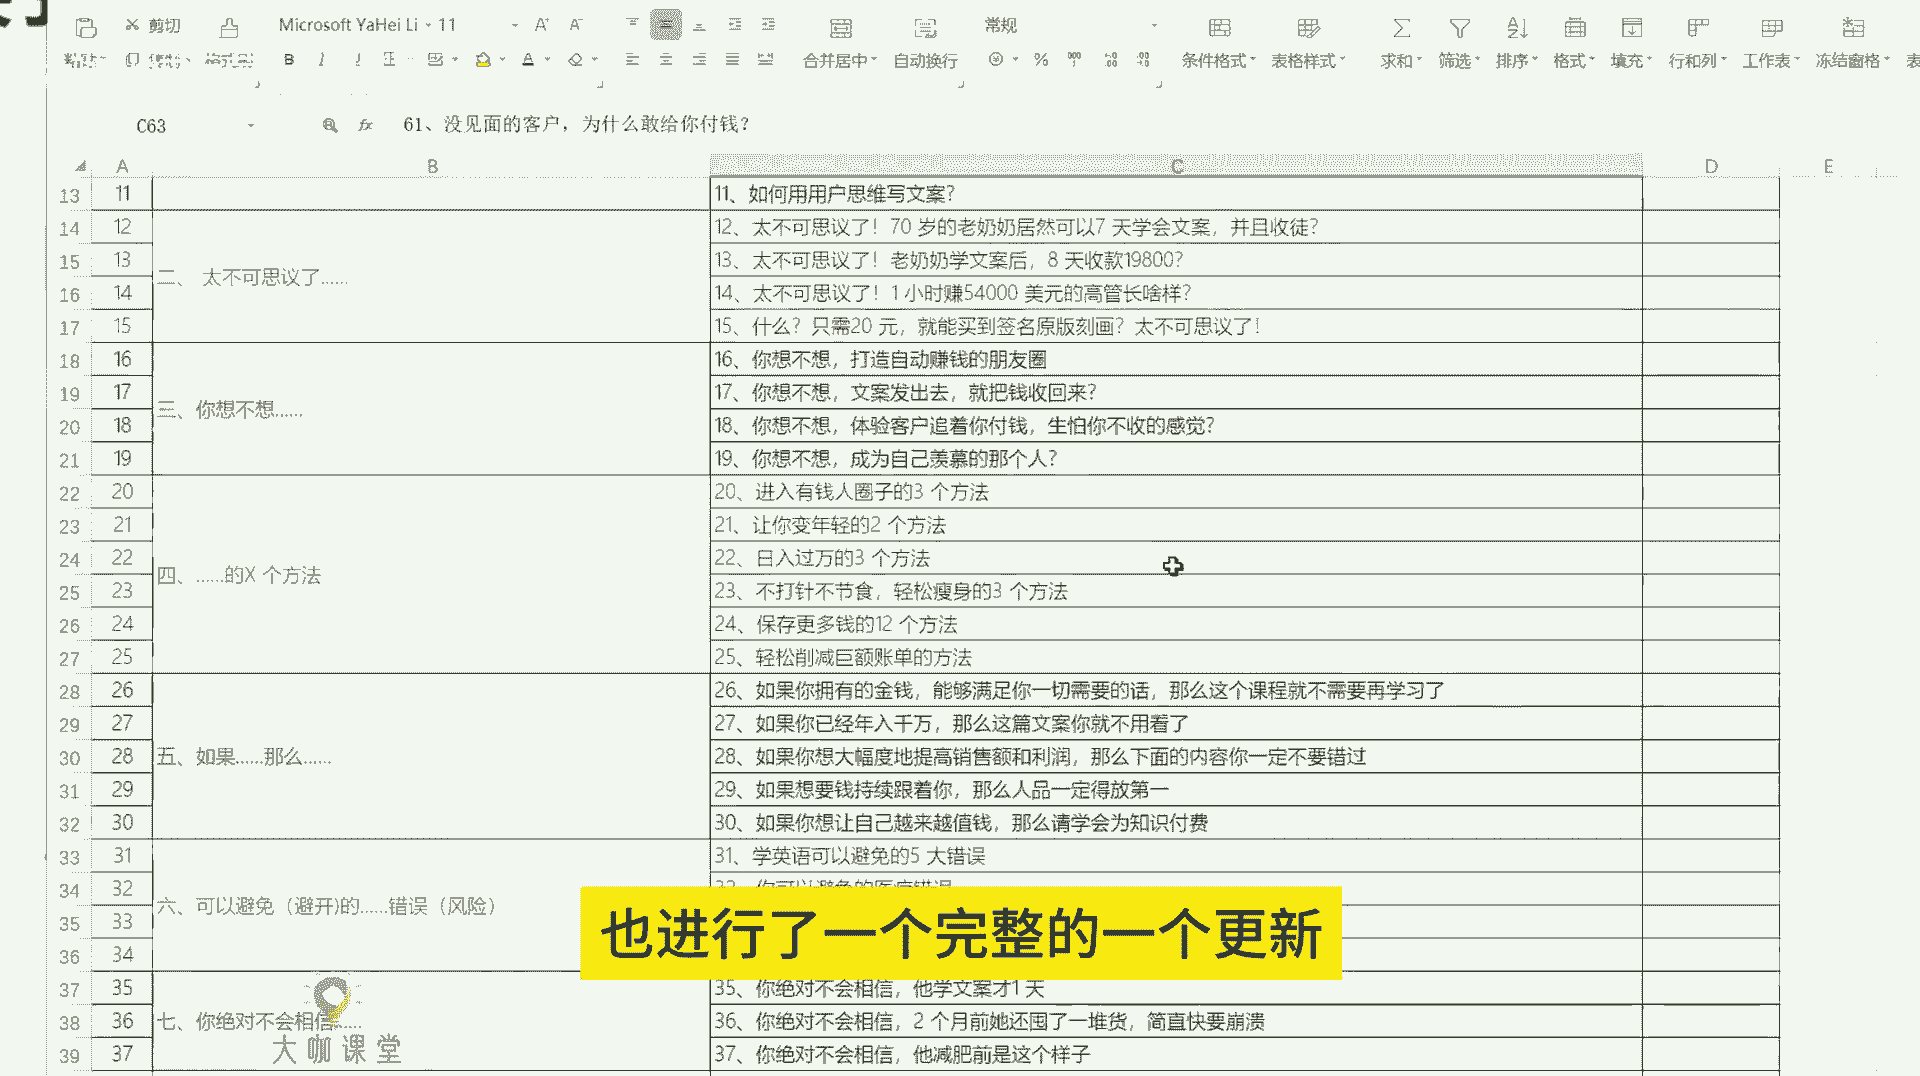 剪切
Microsoft YaHei Li
11
A+
A-
常规
B
I
A
合并居中
自动换行
%
条件格式
表格样式
求和
筛选
排序
格式
填充
行和列
工作表
冻结窗格
C63
fx
61、没见面的客户，为什么敢给你付钱？
A
B
C
D
E
13
11
11、如何用用户思维写文案？
14
12
12、太不可思议了！70 岁的老奶奶居然可以7 天学会文案，并且收徒？
15
13
二、 太不可思议了……
13、太不可思议了！老奶奶学文案后，8 天收款19800？
16
14
14、太不可思议了！1 小时赚54000 美元的高管长啥样？
17
15
15、什么？只需20 元，就能买到签名原版刻画？太不可思议了！
18
16
16、你想不想，打造自动赚钱的朋友圈
19
17
三、你想不想……
17、你想不想，文案发出去，就把钱收回来？
20
18
18、你想不想，体验客户追着你付钱，生怕你不收的感觉？
21
19
19、你想不想，成为自己羡慕的那个人？
22
20
20、进入有钱人圈子的3 个方法
23
21
21、让你变年轻的2 个方法
24
22
四、……的X 个方法
22、日入过万的3 个方法
25
23
23、不打针不节食，轻松瘦身的3 个方法
26
24
24、保存更多钱的12 个方法
27
25
25、轻松削减巨额账单的方法
28
26
26、如果你拥有的金钱，能够满足你一切需要的话，那么这个课程就不需要再学习了
29
27
27、如果你已经年入千万，那么这篇文案你就不用看了
30
28
五、如果……那么……
28、如果你想大幅度地提高销售额和利润，那么下面的内容你一定不要错过
31
29
29、如果想要钱持续跟着你，那么人品一定得放第一
32
30
30、如果你想让自己越来越值钱，那么请学会为知识付费
33
31
31、学英语可以避免的5 大错误
34
32
六、可以避免（避开)的……错误（风险）
32、你可以避免的医疗错误
35
33
36
34
也进行了一个完整的一个更新
37
35
35、你绝对不会相信，他学文案才1 天
38
36
七、你绝对不会相信……
36、你绝对不会相信，2 个月前她还囤了一堆货，简直快要崩溃
39
37
37、你绝对不会相信，他减肥前是这个样子
大咖课堂